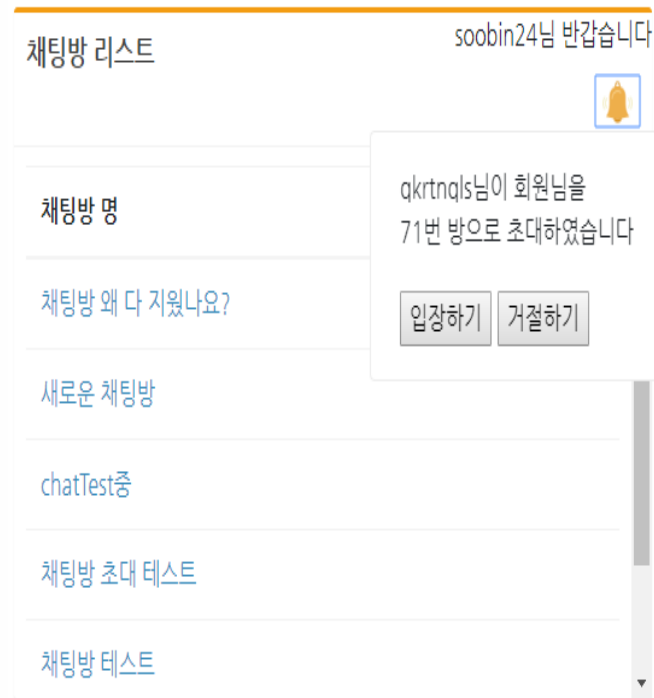 채팅방 리스트
soobin24님 반갑습니다
채팅방 명
qkrtnqls님이 회원님을
71번 방으로 초대하였습니다
입장하기 거절하기
채팅방 왜 다 지웠나요?
새로운 채팅방
chatTest중
채팅방 초대 테스트
채팅방 테스트